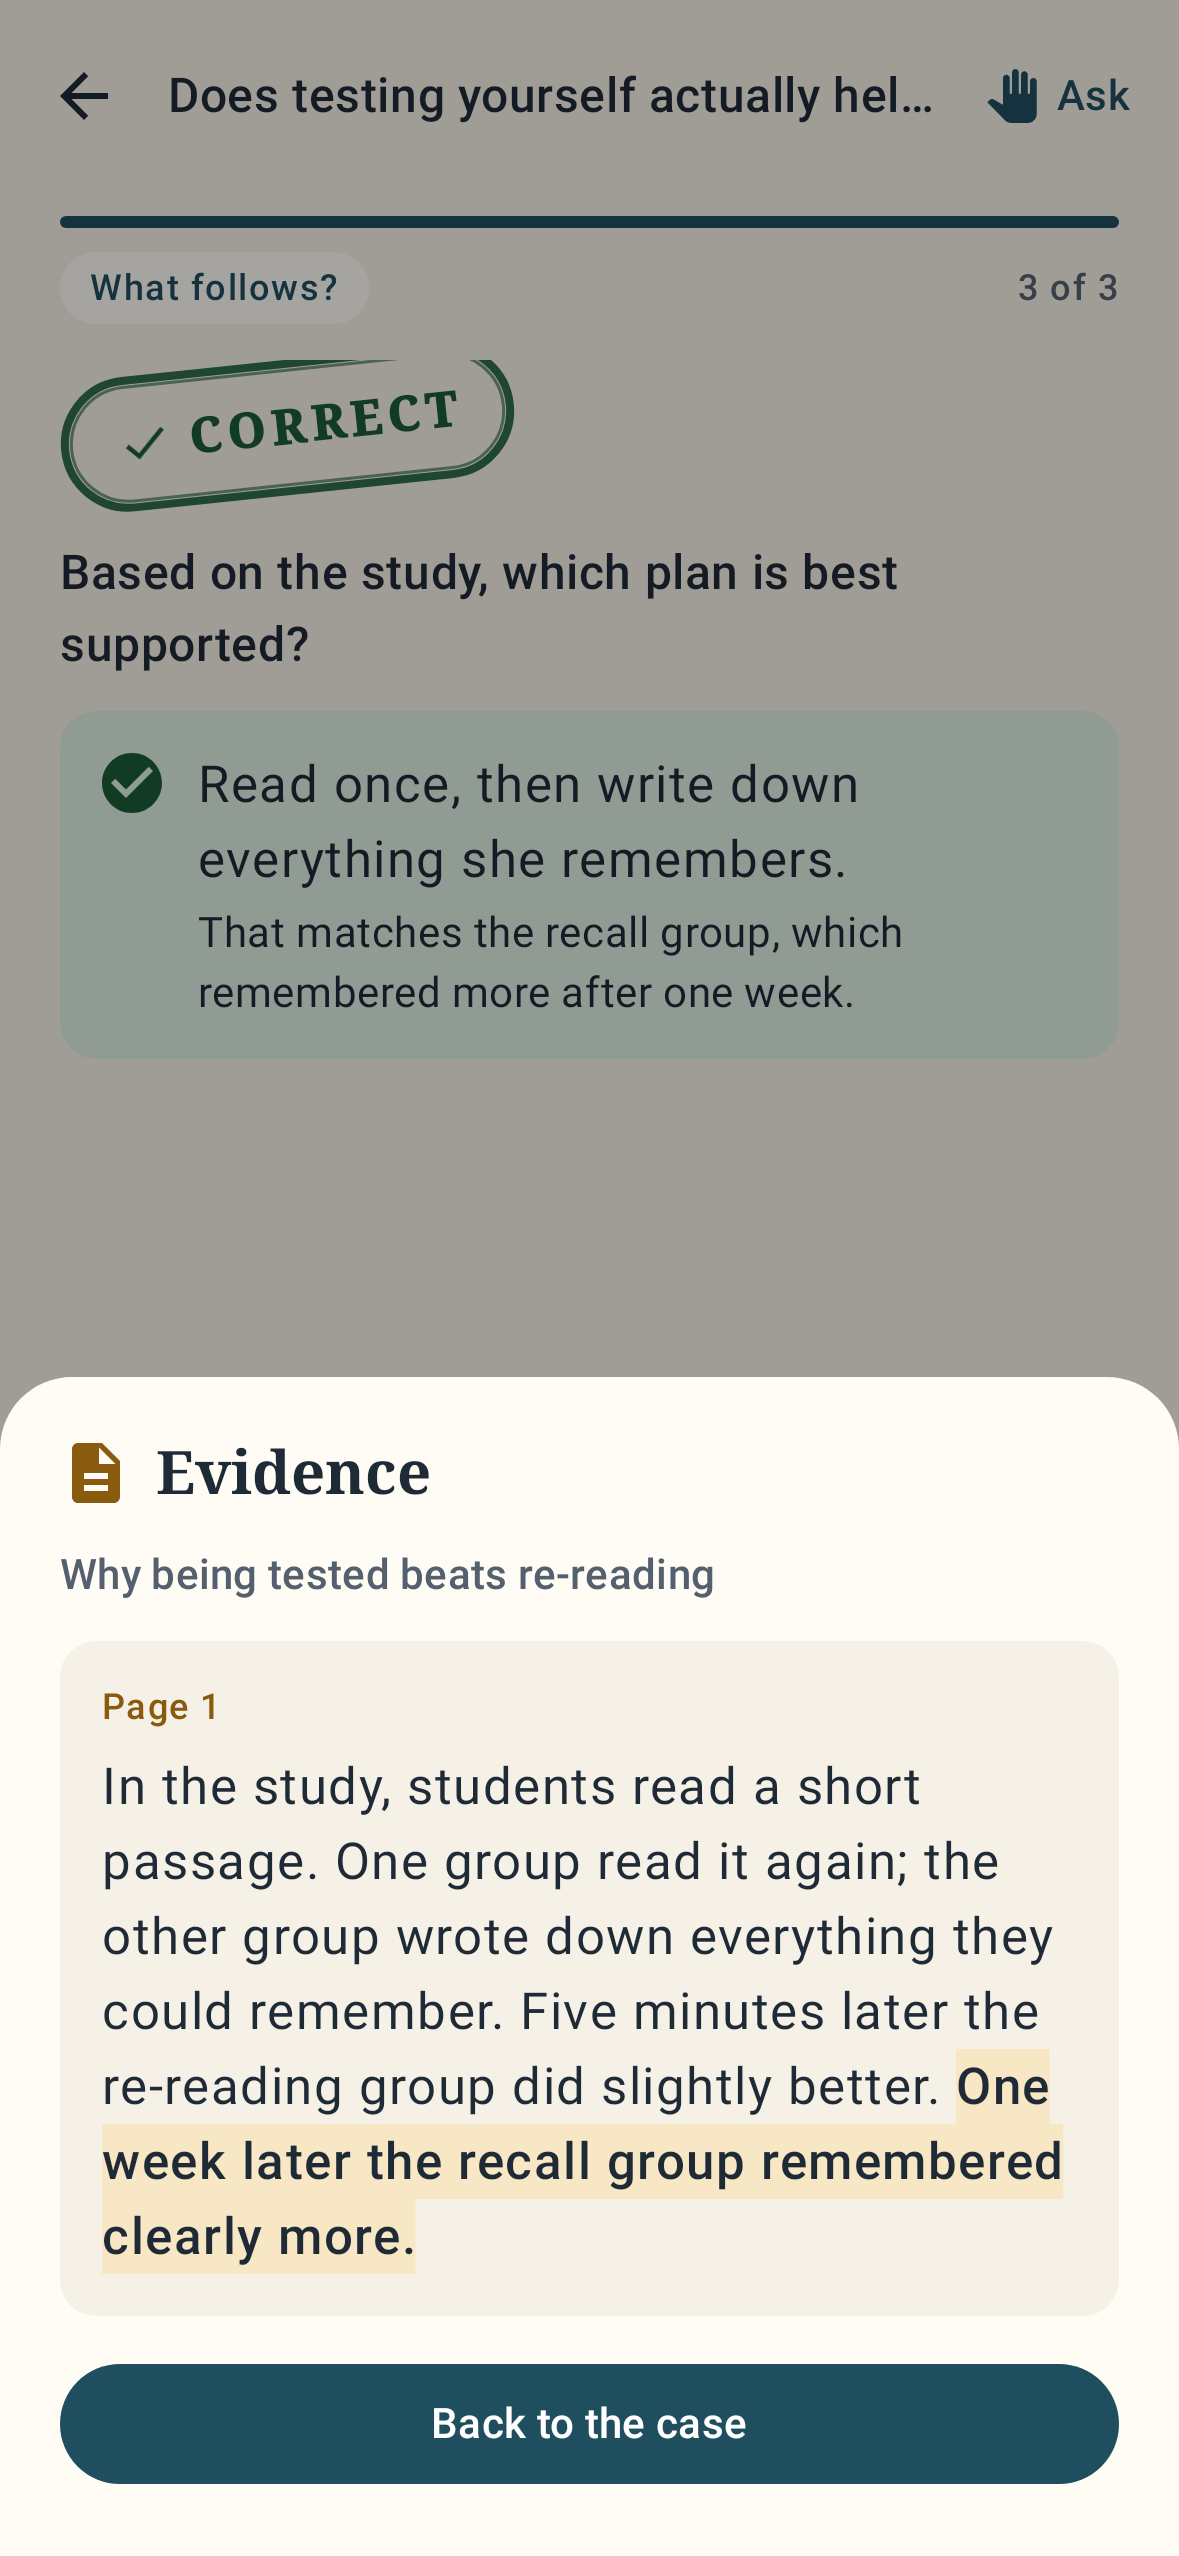 Does testing yourself actually hel...
Ask
What follows?
3 of 3
CORRECT
Based on the study, which plan is best
supported?
Read once, then write down
everything she remembers.
That matches the recall group, which
remembered more after one week.
Evidence
Why being tested beats re-reading
Page 1
In the study, students read a short
passage. One group read it again; the
other group wrote down everything they
could remember. Five minutes later the
re-reading group did slightly better. One
week later the recall group remembered
clearly more.
Back to the case